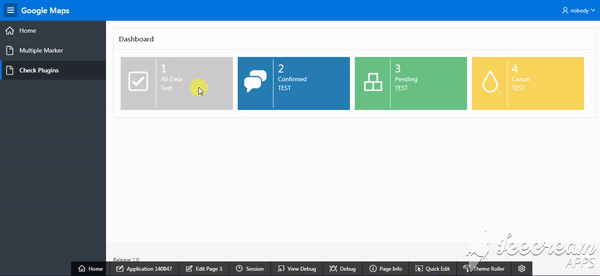 Google Maps
nobody
Home
Multiple Marker
Check Plugins
Dashboard
1
All Data
Test
2
Confirmed
TEST
3
Pending
TEST
4
Cancel
TEST
Release 1.0
Home
Application 140847
Edit Page 3
Session
View Debug
Debug
Page Info
Quick Edit
Theme Roller
Icecream
APPS